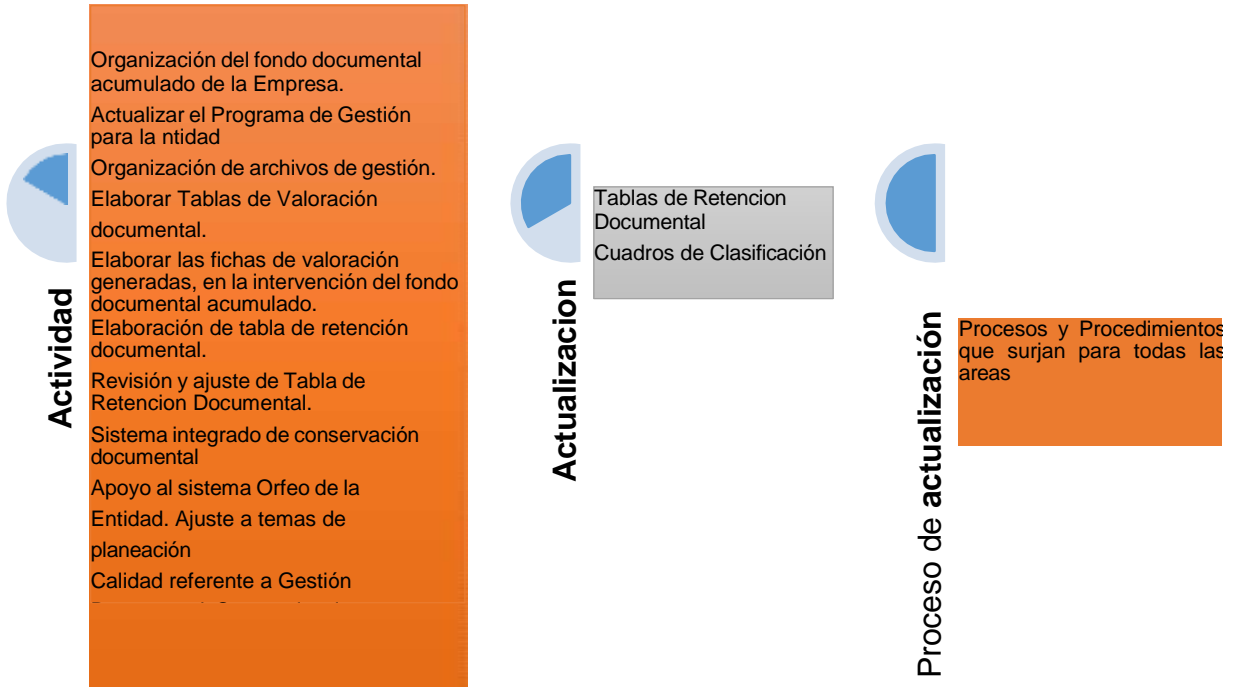 Actividad
Organización del fondo documental
acumulado de la Empresa.
Actualizar el Programa de Gestión
para la ntidad
Organización de archivos de gestión.
Elaborar Tablas de Valoración
documental.
Elaborar las fichas de valoración
generadas, en la intervención del fondo
documental acumulado.
Elaboración de tabla de retención
documental.
Revisión y ajuste de Tabla de
Retencion Documental.
Sistema integrado de conservación
documental
Apoyo al sistema Orfeo de la
Entidad. Ajuste a temas de
planeación
Calidad referente a Gestión
Actualizacion
Tablas de Retencion
Documental
Cuadros de Clasificación
Proceso de actualización
Procesos y Procedimientos
que surjan para todas las
areas